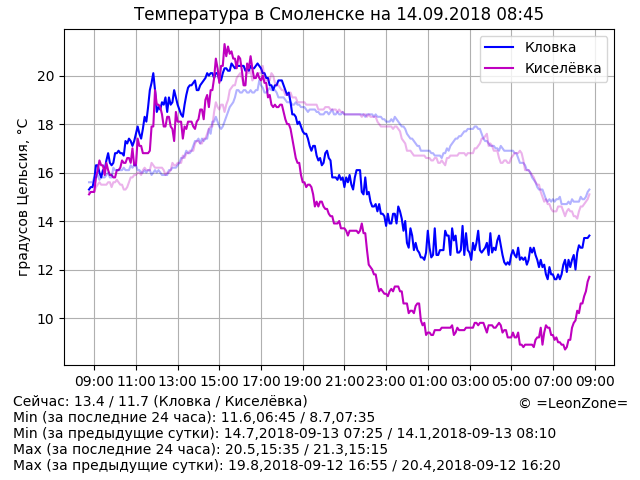 Температура в Смоленске на 14.09.2018 08:45
Кловка
Киселёвка
градусов Цельсия, °C
20
18
16
14
12
10
09:00 11:00 13:00 15:00 17:00 19:00 21:00 23:00 01:00 03:00 05:00 07:00 09:00
Сейчас: 13.4 / 11.7 (Кловка / Киселёвка)
© =LeonZone=
Min (за последние 24 часа): 11.6,06:45 / 8.7,07:35
Min (за предыдущие сутки): 14.7,2018-09-13 07:25 / 14.1,2018-09-13 08:10
Max (за последние 24 часа): 20.5,15:35 / 21.3,15:15
Max (за предыдущие сутки): 19.8,2018-09-12 16:55 / 20.4,2018-09-12 16:20